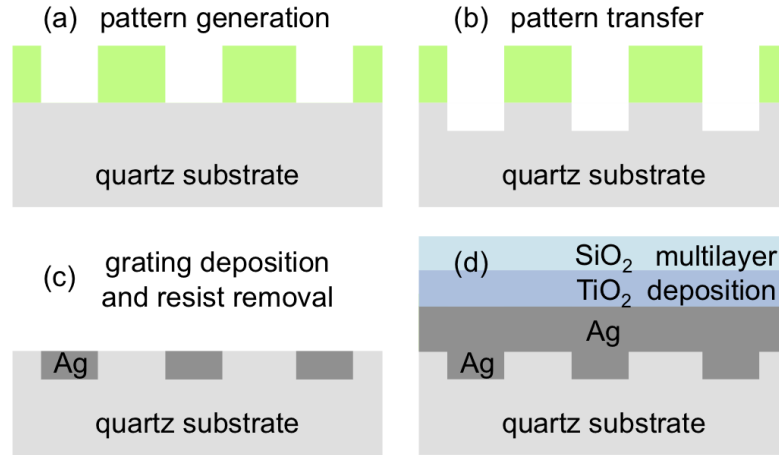 (a) pattern generation
quartz substrate
(b) pattern transfer
quartz substrate
(c) grating deposition
and resist removal
Ag
quartz substrate
(d) SiO₂ multilayer
TiO₂ deposition
Ag
Ag
quartz substrate